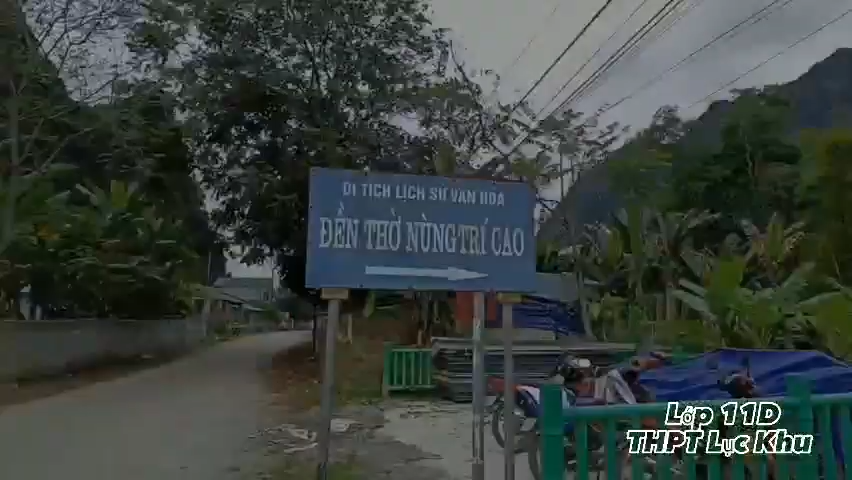 DI TÍCH LỊCH SỬ VĂN HÓA
ĐỀN THỜ NÙNG TRÍ CAO
Lớp 11D
THPT Lục Khu